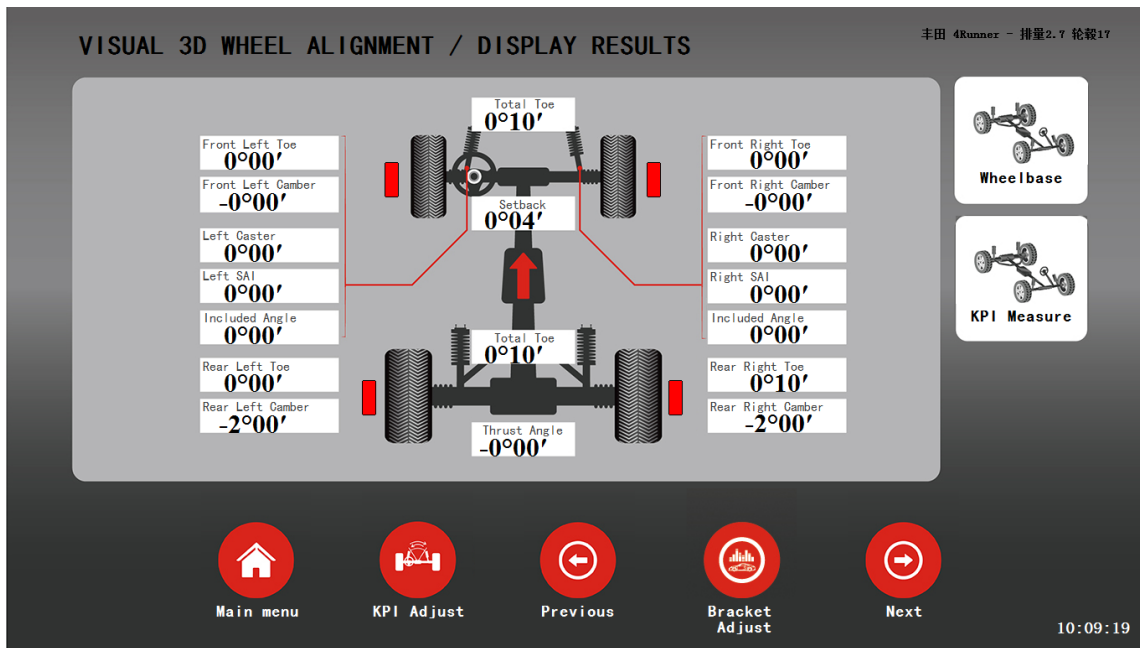 VISUAL 3D WHEEL ALIGNMENT / DISPLAY RESULTS
丰田 4Runner - 排量2.7 轮毂17
Total Toe
0°10′
Front Left Toe
0°00′
Front Left Camber
-0°00′
Left Caster
0°00′
Left SAI
0°00′
Included Angle
0°00′
Rear Left Toe
0°00′
Rear Left Camber
-2°00′
Setback
0°04′
Total Toe
0°10′
Thrust Angle
-0°00′
Front Right Toe
0°00′
Front Right Camber
-0°00′
Right Caster
0°00′
Right SAI
0°00′
Included Angle
0°00′
Rear Right Toe
0°10′
Rear Right Camber
-2°00′
Wheelbase
KPI Measure
Main menu
KPI Adjust
Previous
Bracket
Adjust
Next
10:09:19